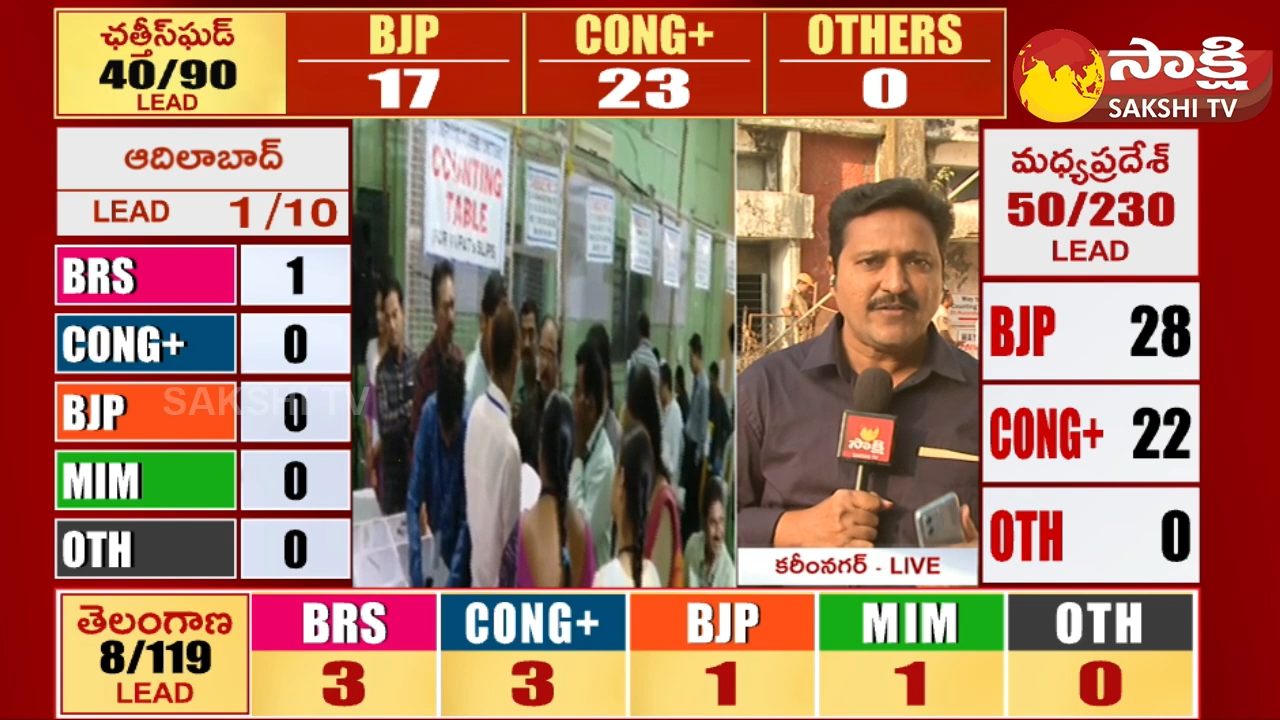 ఛత్తీస్‌ఘడ్
40/90
LEAD
BJP
17
CONG+
23
OTHERS
0
సాక్షి
SAKSHI TV
ఆదిలాబాద్
LEAD 1/10
BRS 1
CONG+ 0
BJP 0
MIM 0
OTH 0
SAKSHI TV
COUNTING
TABLE
సాక్షి
SAKSHI TV
కరీంనగర్ - LIVE
మధ్యప్రదేశ్
50/230
LEAD
BJP 28
CONG+ 22
OTH 0
తెలంగాణ
8/119
LEAD
BRS
3
CONG+
3
BJP
1
MIM
1
OTH
0